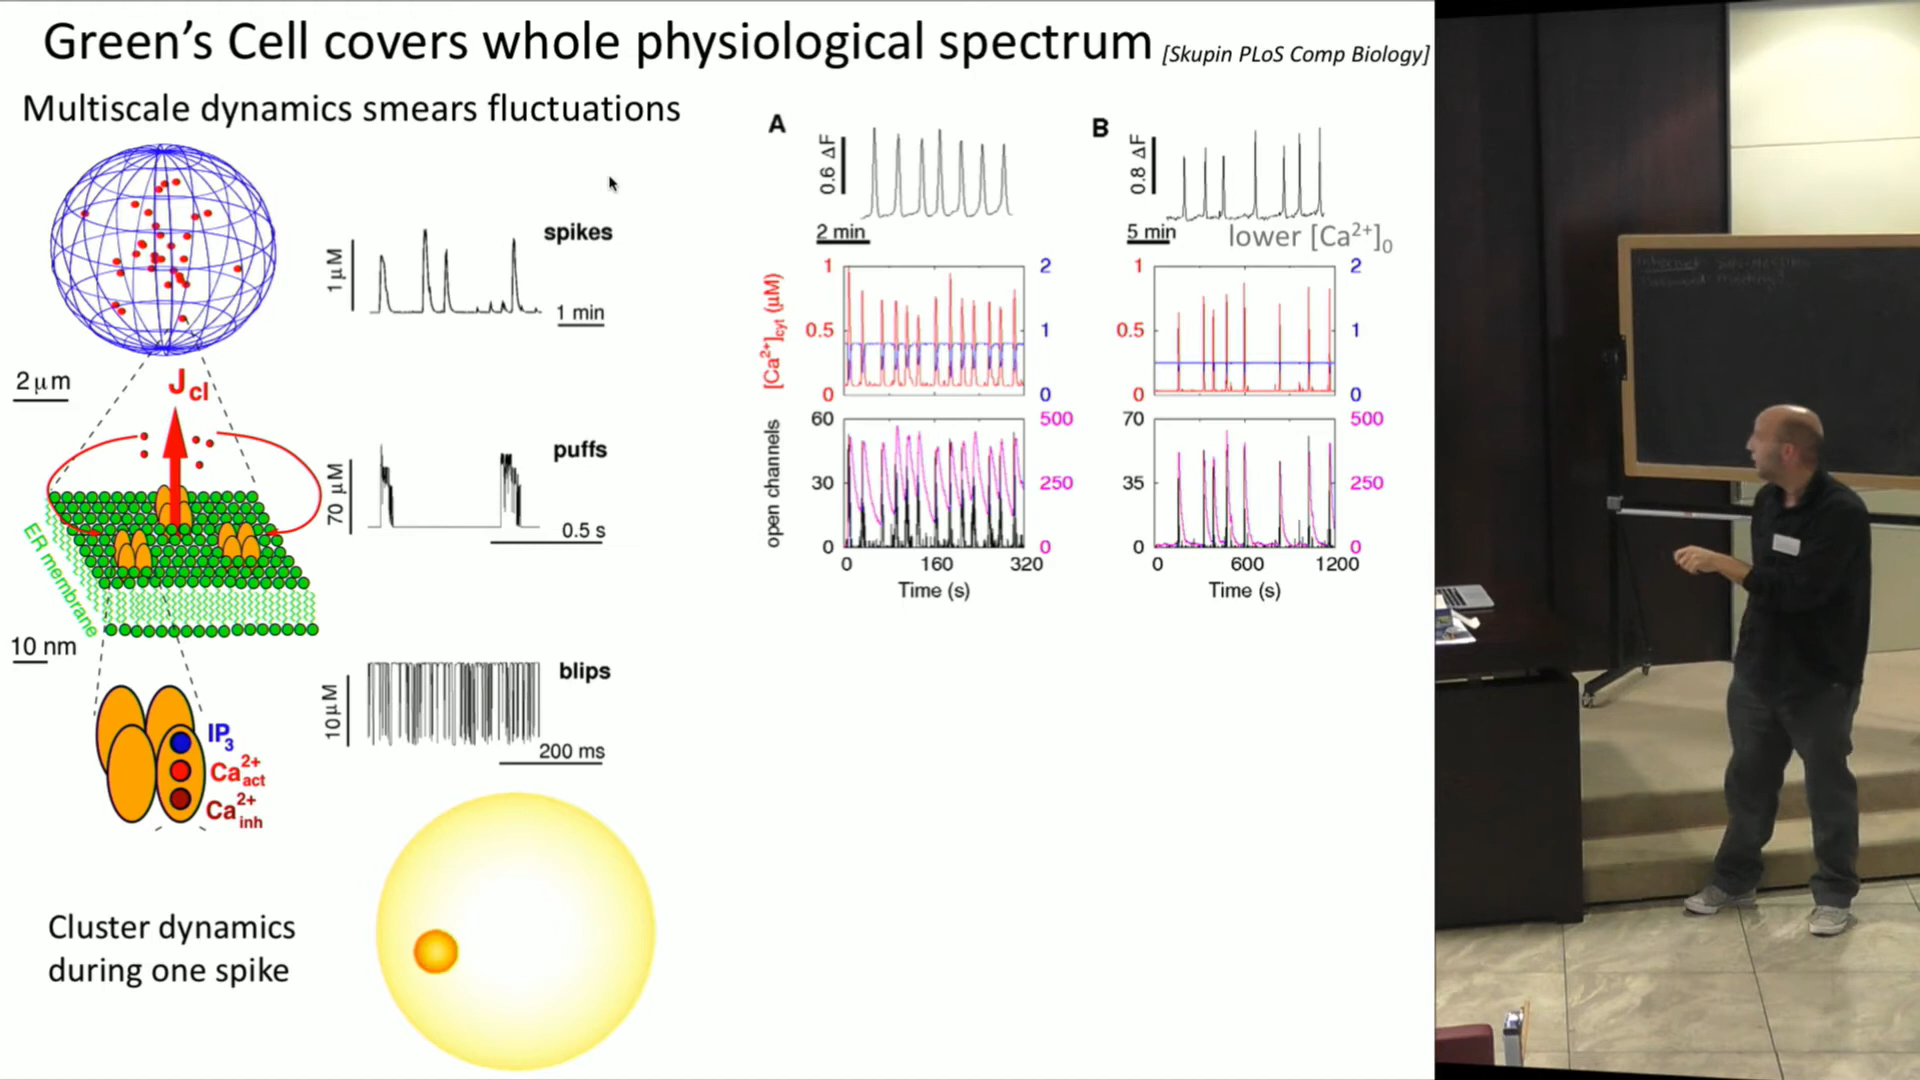 Green's Cell covers whole physiological spectrum [Skupin PLoS Comp Biology]
Multiscale dynamics smears fluctuations
spikes
1 μM
1 min
2 μm
J cl
puffs
70 μM
0.5 s
ER membrane
10 nm
blips
10 μM
200 ms
IP3
Ca2+ act
Ca2+ inh
Cluster dynamics
during one spike
A
0.6 ΔF
2 min
[Ca2+]cyt (μM)
1
0.5
0
2
1
0
open channels
60
30
0
500
250
0
0 160 320
Time (s)
B
0.8 ΔF
5 min
lower [Ca2+]0
1
0.5
0
2
1
0
70
35
0
500
250
0
0 600 1200
Time (s)